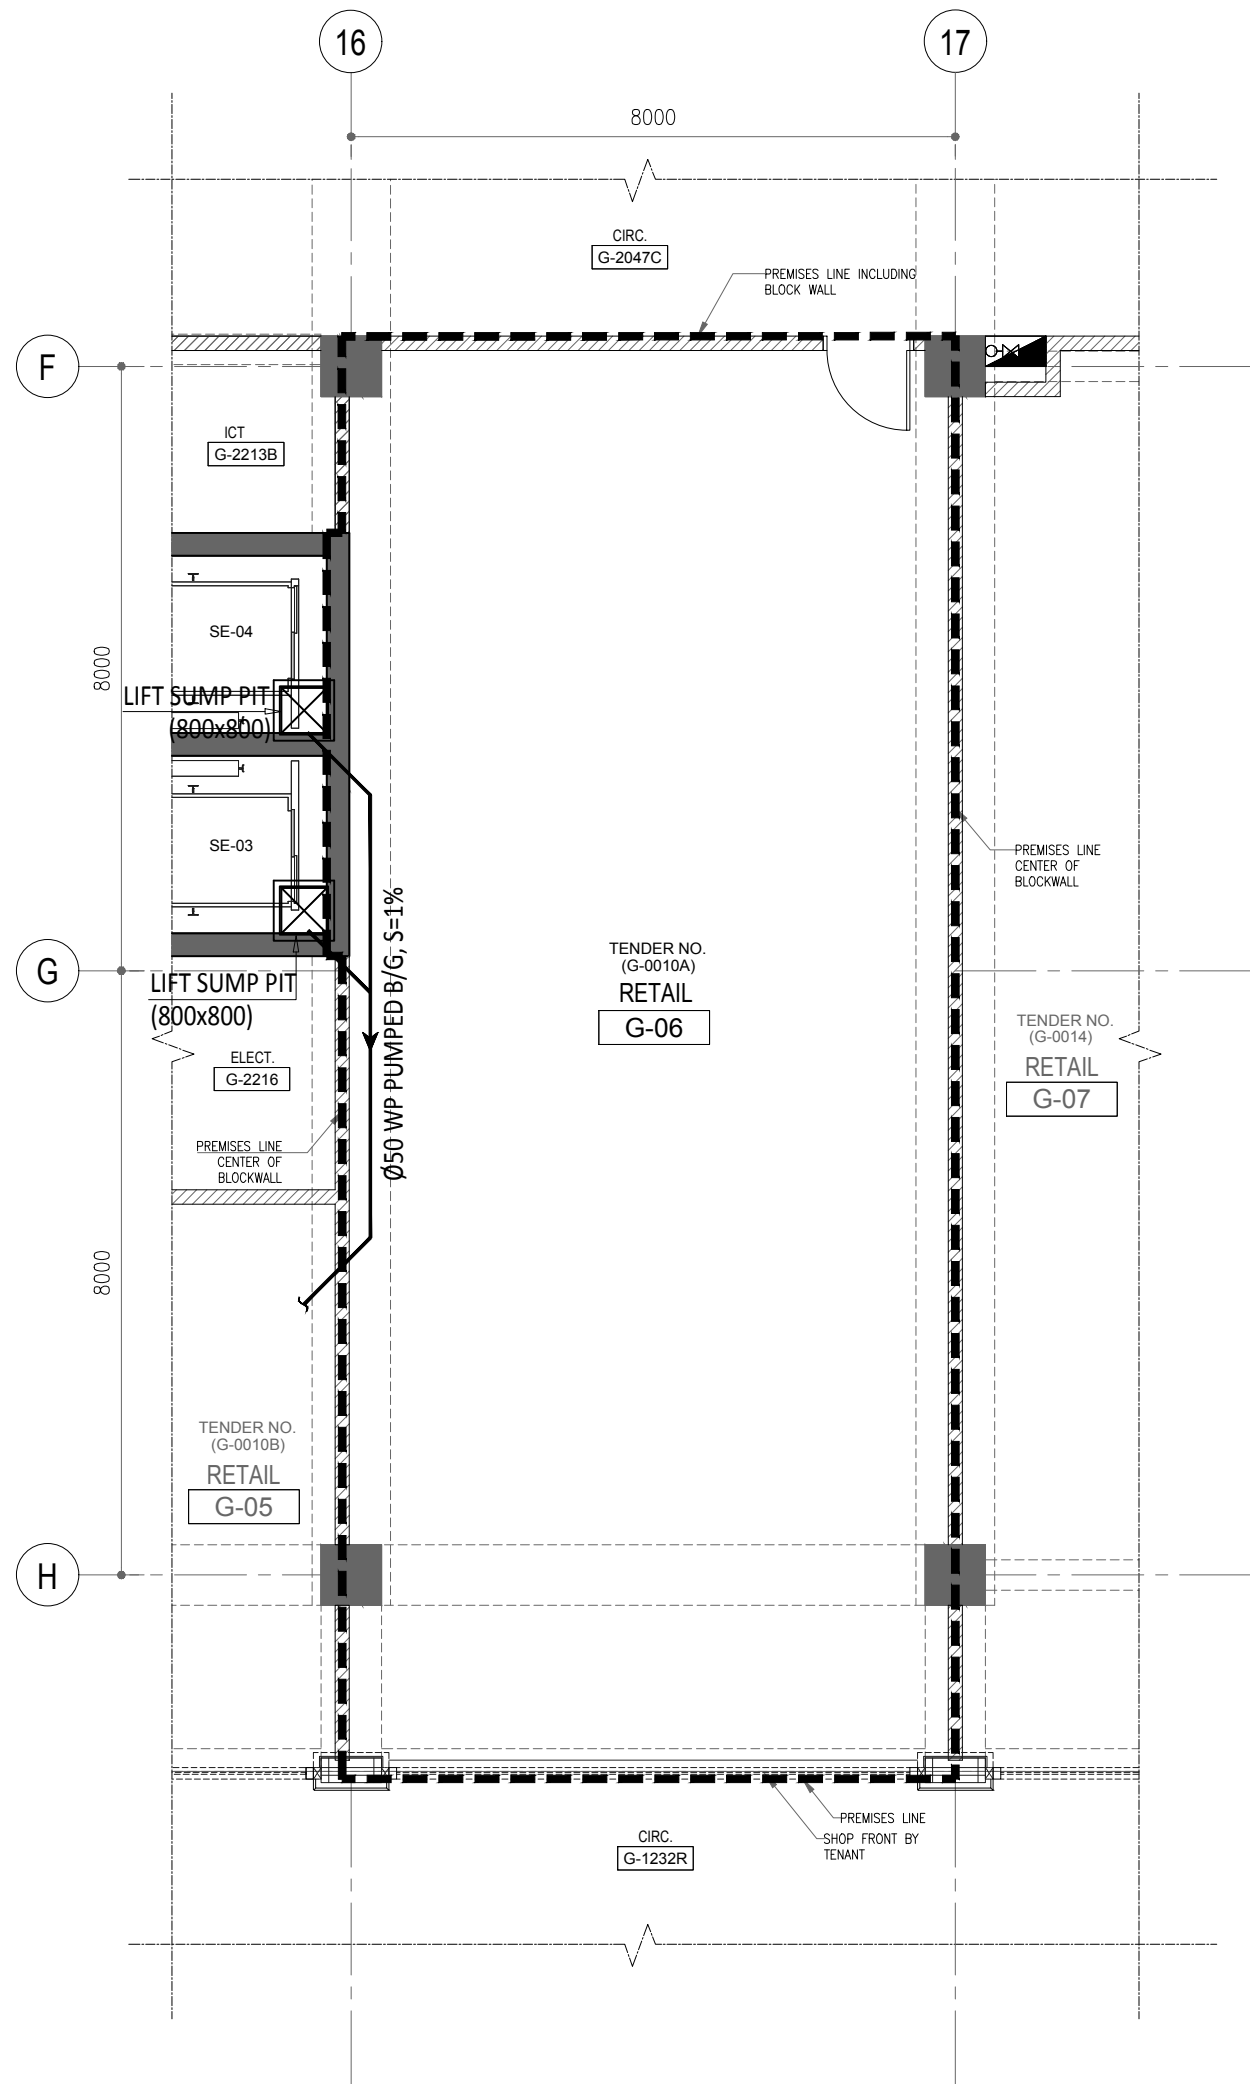 16
17
8000
CIRC.
G-2047C
PREMISES LINE INCLUDING
BLOCK WALL
F
ICT
G-2213B
SE-04
8000
LIFT SUMP PIT
(800x800)
SE-03
PREMISES LINE
CENTER OF
BLOCKWALL
Ø50 WP PUMPED B/G, S=1%
TENDER NO.
(G-0010A)
RETAIL
G-06
G
LIFT SUMP PIT
(800x800)
TENDER NO.
(G-0014)
RETAIL
G-07
ELECT.
G-2216
PREMISES LINE
CENTER OF
BLOCKWALL
8000
TENDER NO.
(G-0010B)
RETAIL
G-05
H
PREMISES LINE
SHOP FRONT BY
TENANT
CIRC.
G-1232R